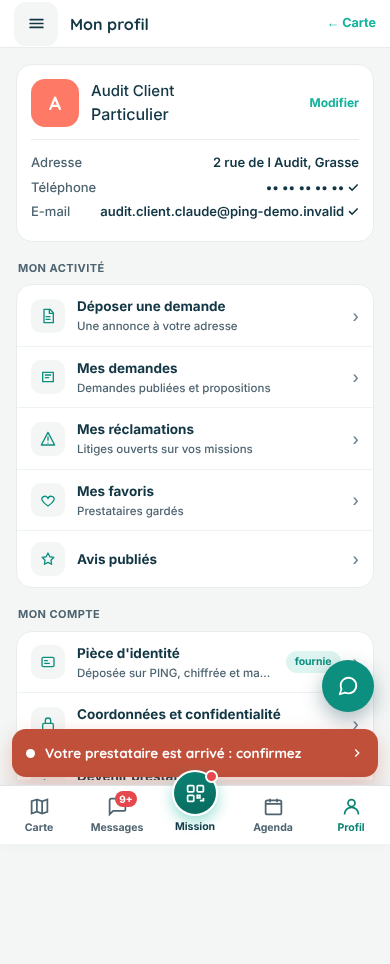 Mon profil
← Carte
A
Audit Client
Particulier
Modifier
Adresse
2 rue de l Audit, Grasse
Téléphone
•• •• •• •• •• ✓
E-mail
audit.client.claude@ping-demo.invalid ✓
MON ACTIVITÉ
Déposer une demande
Une annonce à votre adresse
Mes demandes
Demandes publiées et propositions
Mes réclamations
Litiges ouverts sur vos missions
Mes favoris
Prestataires gardés
Avis publiés
MON COMPTE
Pièce d'identité
Déposée sur PING, chiffrée et ma...
fournie
Coordonnées et confidentialité
Votre prestataire est arrivé : confirmez
9+
Carte
Messages
Mission
Agenda
Profil